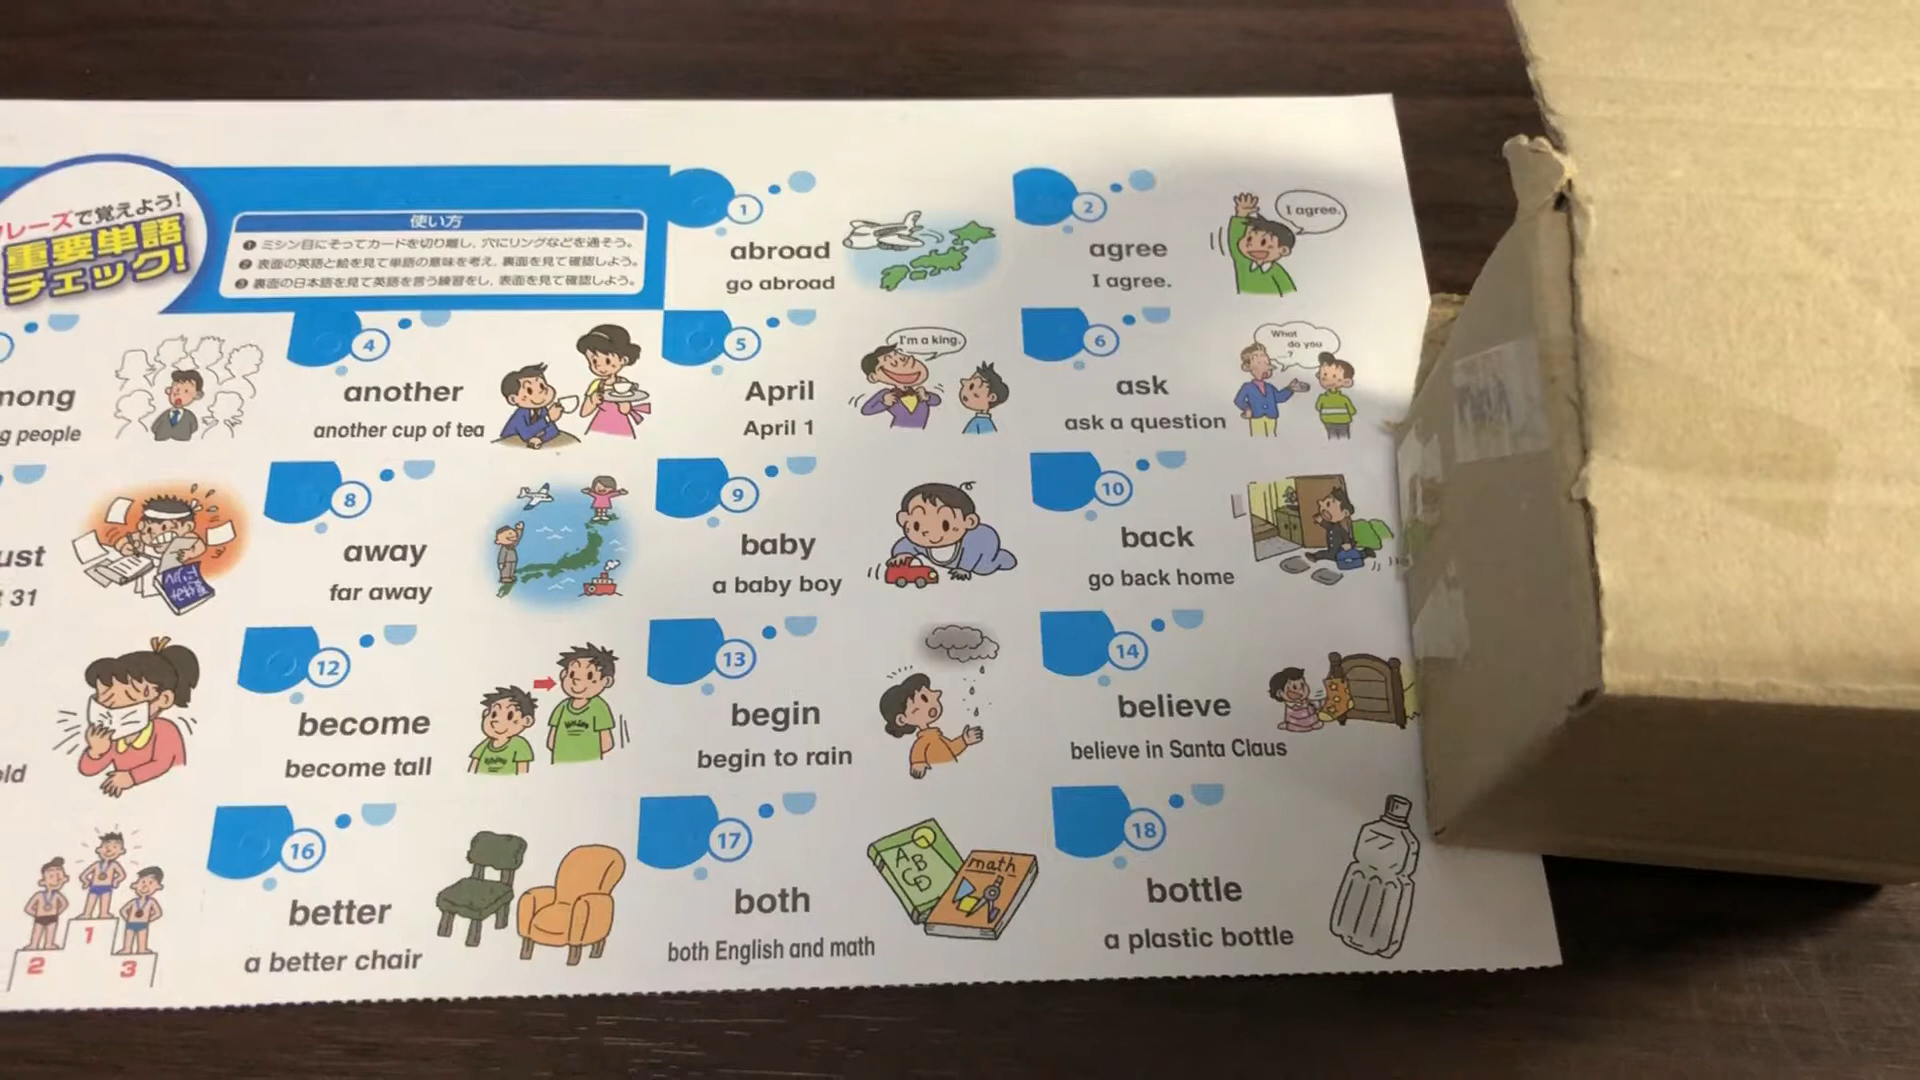 レーズで覚えよう!
重要単語
チェック!
使い方
❶ ミシン目にそってカードを切り離し,穴にリングなどを通そう。
❷ 表面の英語と絵を見て単語の意味を考え,裏面を見て確認しよう。
❸ 裏面の日本語を見て英語を言う練習をし,表面を見て確認しよう。
1
abroad
go abroad
2
agree
I agree.
I agree.
mong
g people
4
another
another cup of tea
5
April
April 1
I'm a king.
6
ask
ask a question
What
do you
...?
ust
31
8
away
far away
9
baby
a baby boy
10
back
go back home
old
12
become
become tall
13
begin
begin to rain
14
believe
believe in Santa Claus
1
2
3
16
better
a better chair
17
both
both English and math
A
B
CD
math
18
bottle
a plastic bottle